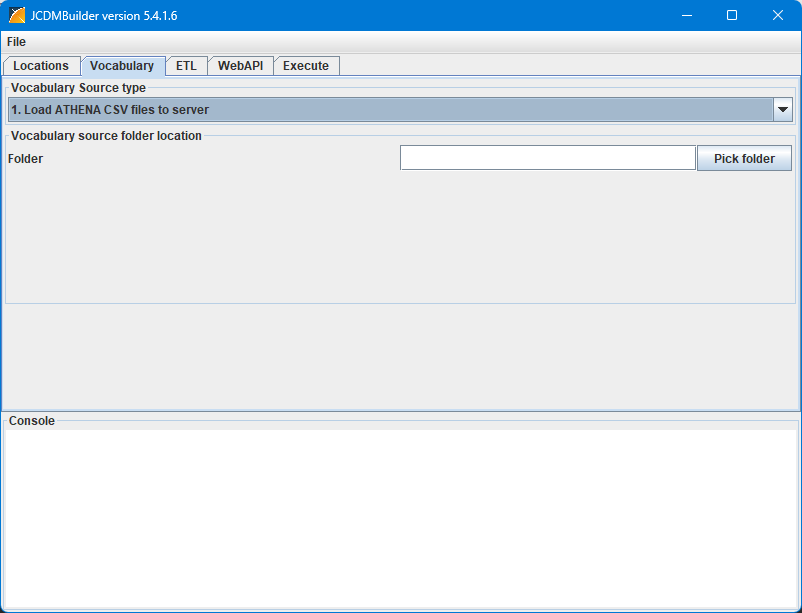 JCDMBuilder version 5.4.1.6
File
Locations Vocabulary ETL WebAPI Execute
Vocabulary Source type
1. Load ATHENA CSV files to server
Vocabulary source folder location
Folder Pick folder
Console